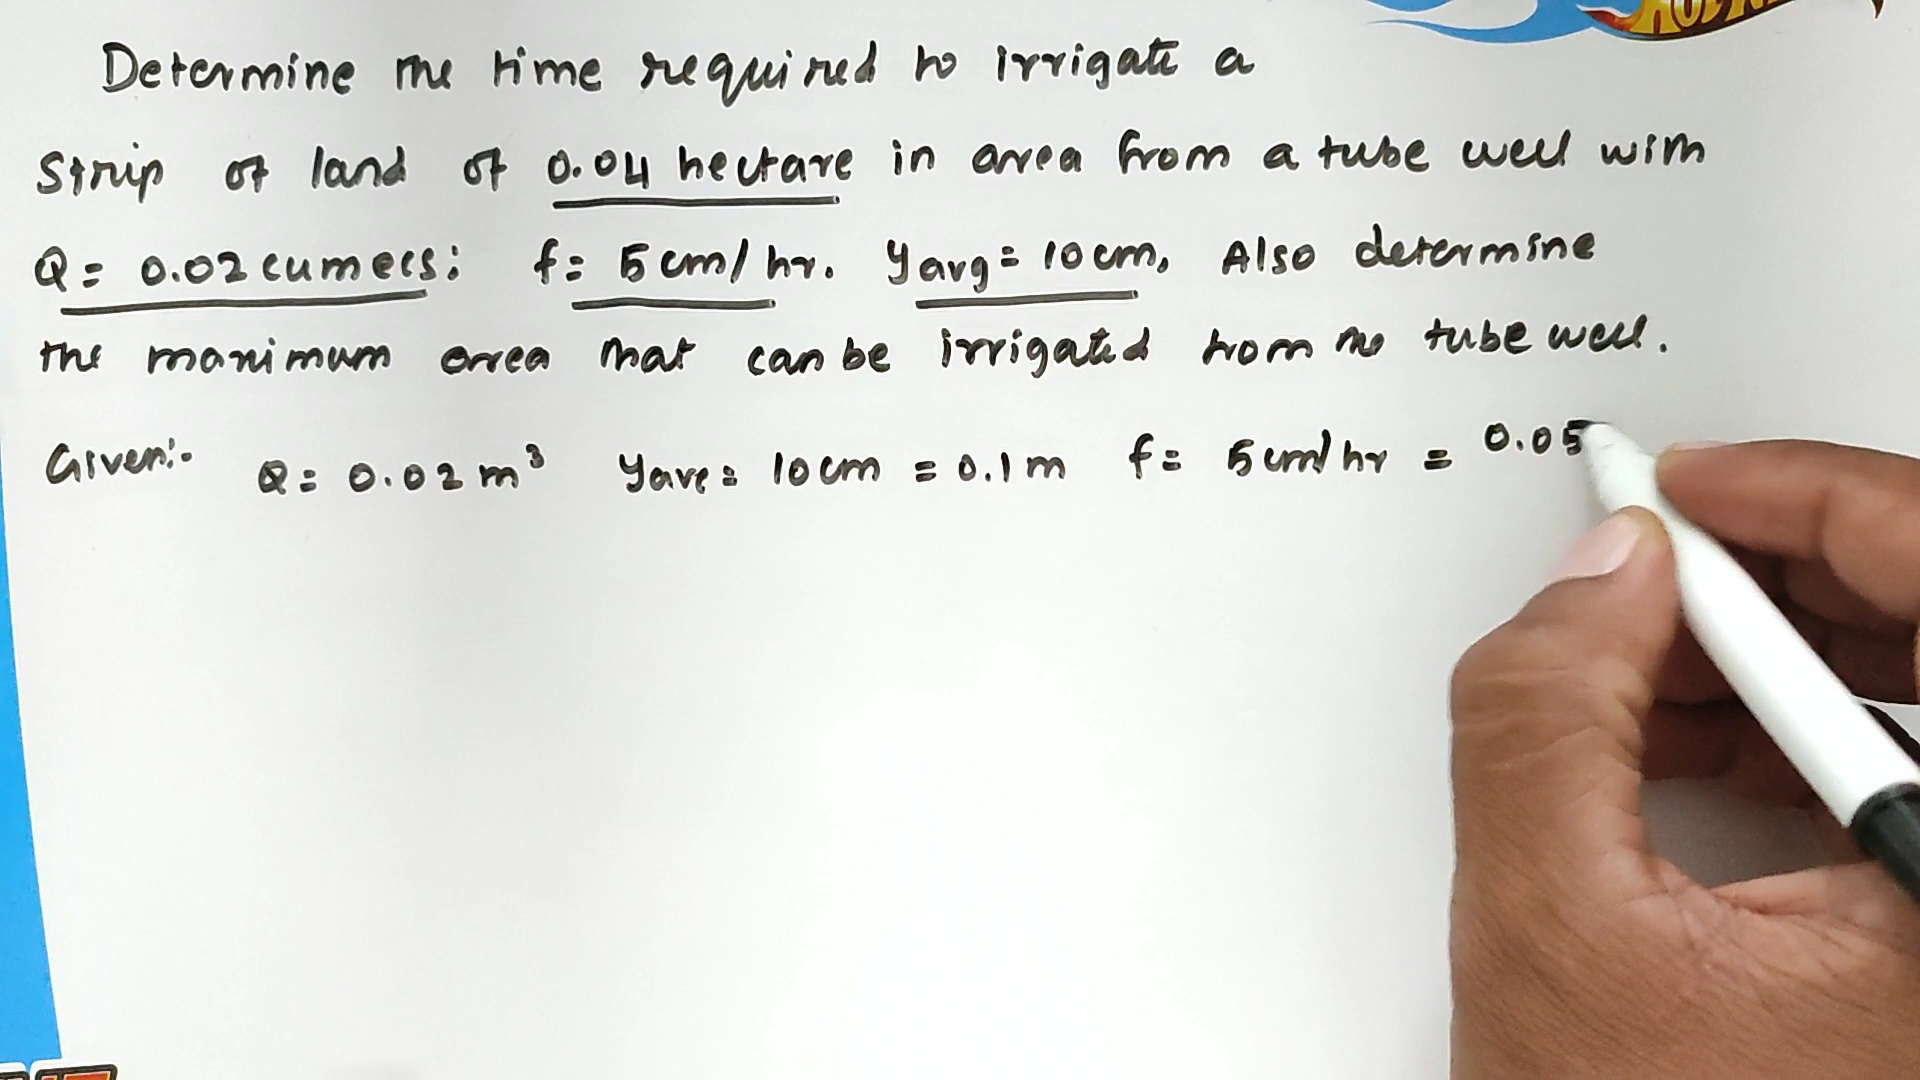 Determine the time required to irrigate a
strip of land of 0.04 hectare in area from a tube well with
Q = 0.02 cumecs; f = 5 cm/hr. yavg = 10 cm, Also determine
the maximum area that can be irrigated from the tube well.
Given:- Q = 0.02 m³ yave = 10 cm = 0.1 m f = 5 cm/hr = 0.05